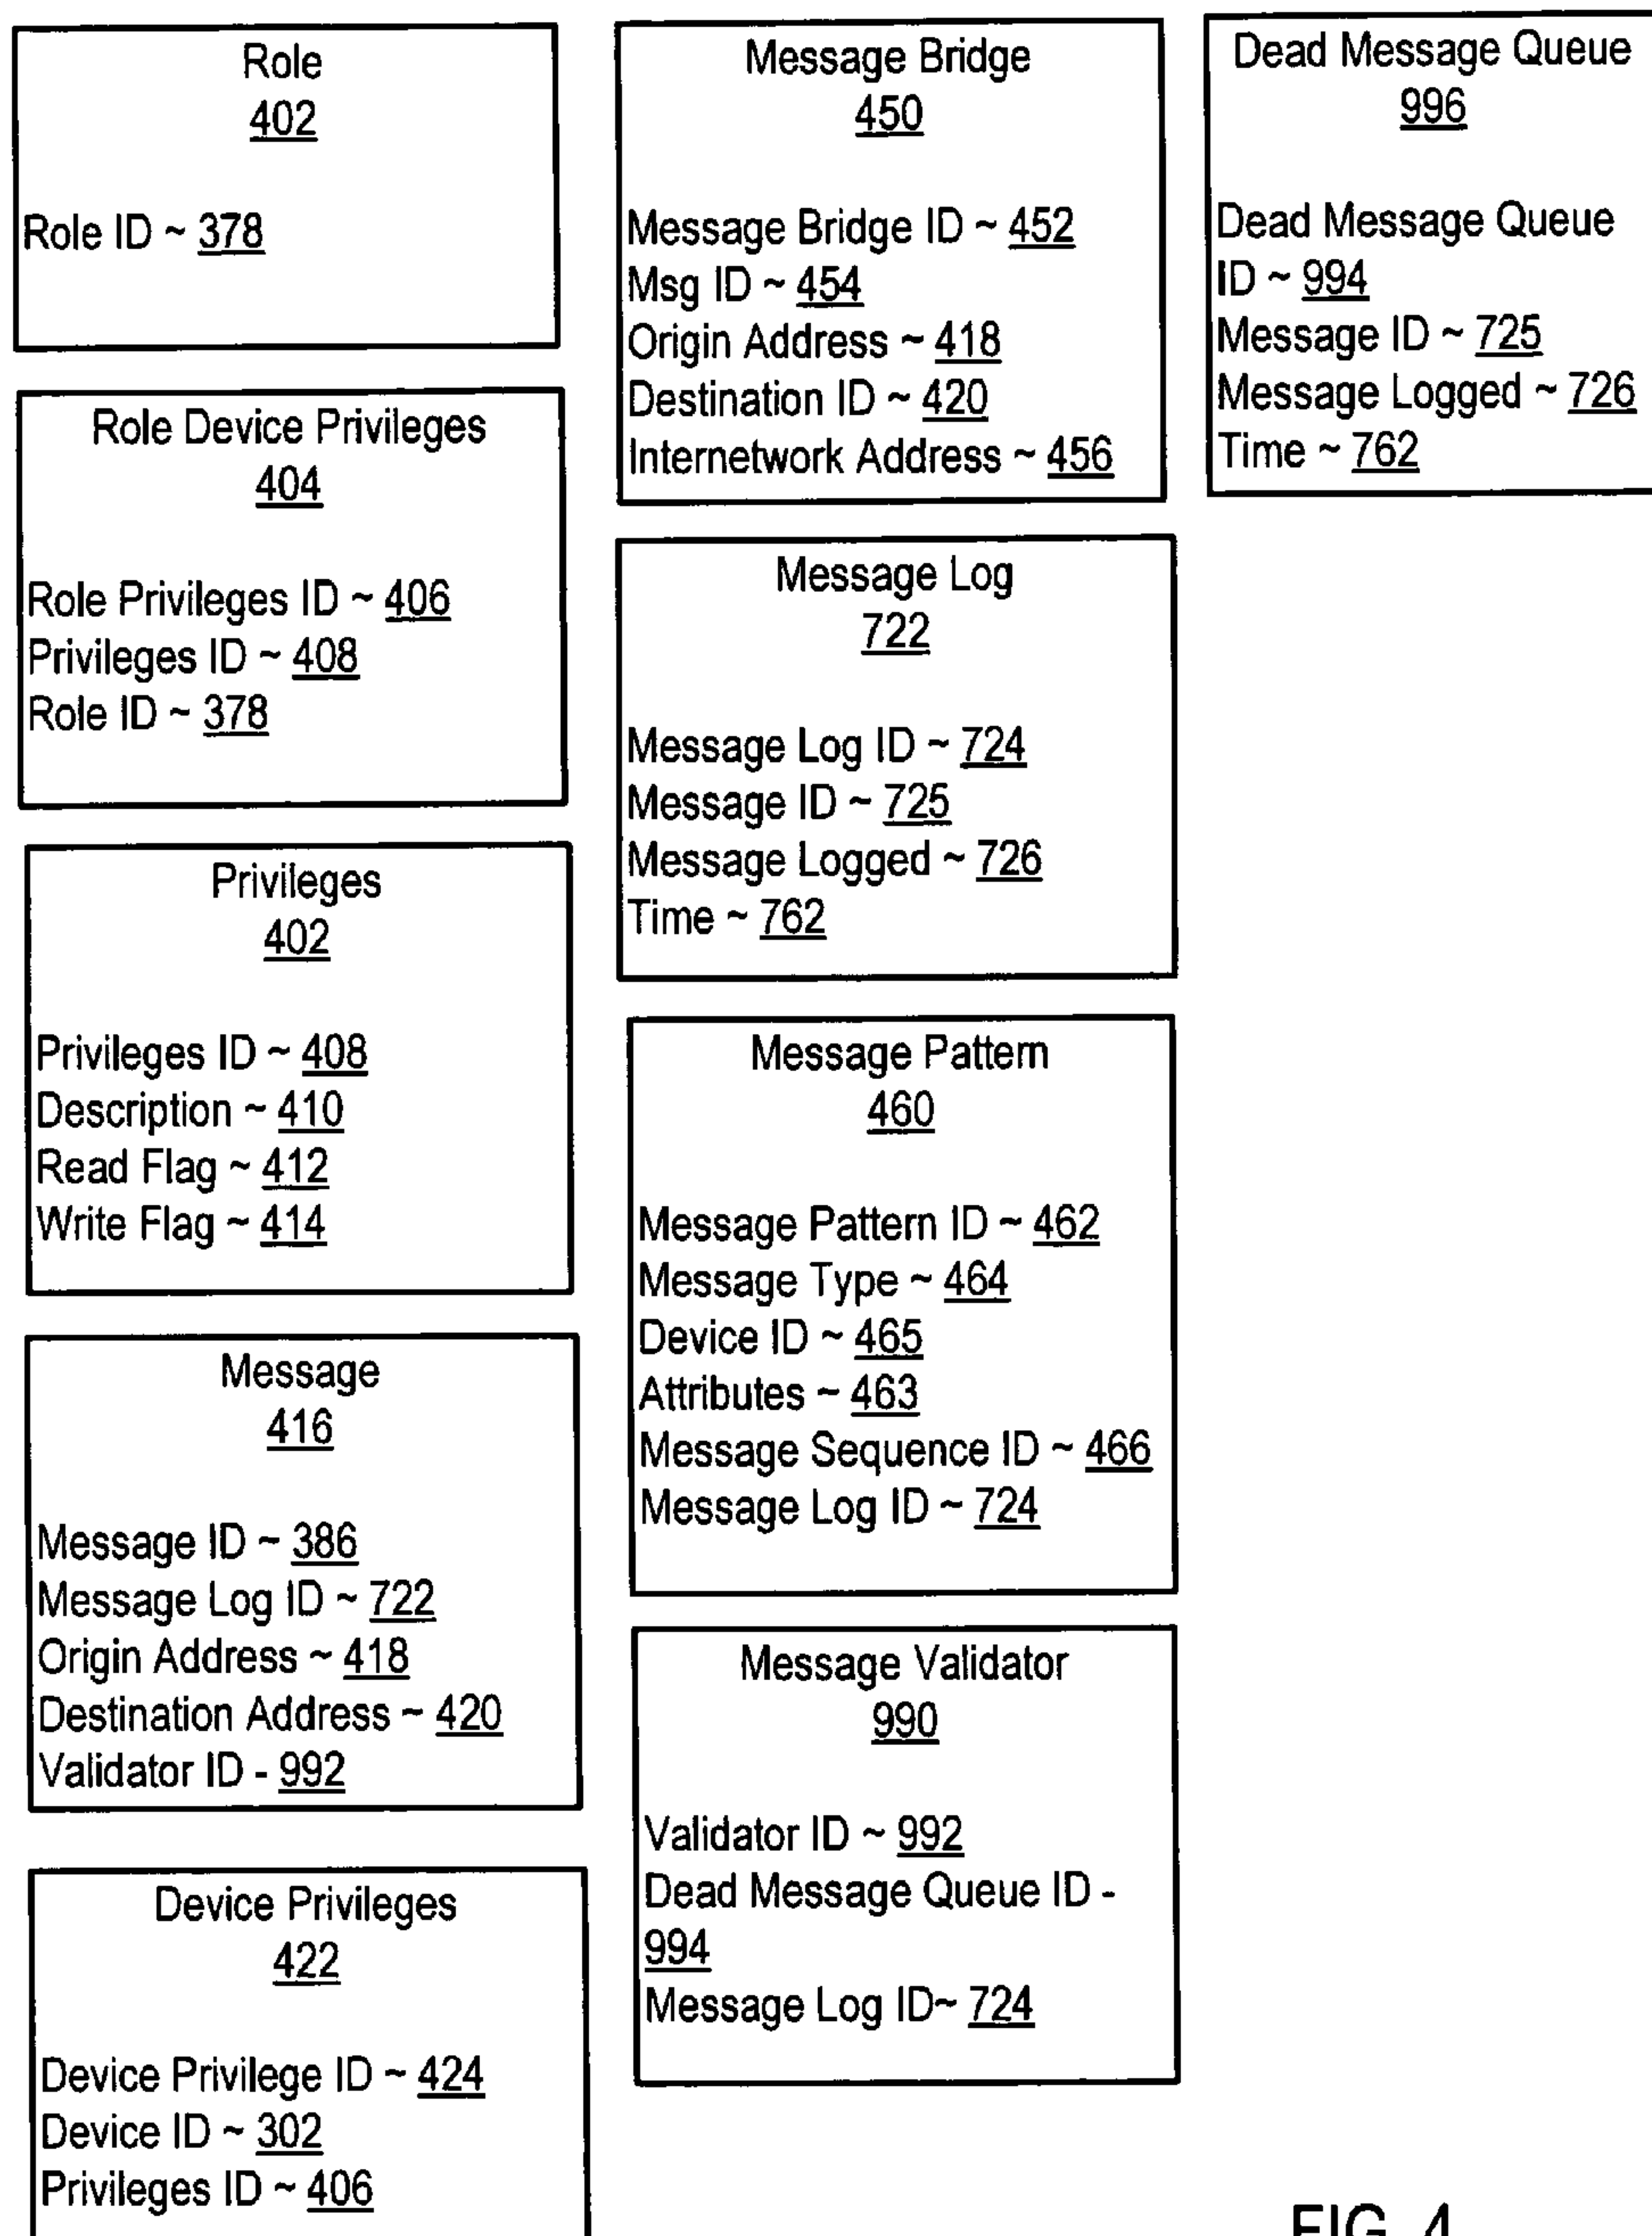 Role
402
Role ID ~ 378
Role Device Privileges
404
Role Privileges ID ~ 406
Privileges ID ~ 408
Role ID ~ 378
Privileges
402
Privileges ID ~ 408
Description ~ 410
Read Flag ~ 412
Write Flag ~ 414
Message
416
Message ID ~ 386
Message Log ID ~ 722
Origin Address ~ 418
Destination Address ~ 420
Validator ID - 992
Device Privileges
422
Device Privilege ID ~ 424
Device ID ~ 302
Privileges ID ~ 406
Message Bridge
450
Message Bridge ID ~ 452
Msg ID ~ 454
Origin Address ~ 418
Destination ID ~ 420
Internetwork Address ~ 456
Message Log
722
Message Log ID ~ 724
Message ID ~ 725
Message Logged ~ 726
Time ~ 762
Message Pattern
460
Message Pattern ID ~ 462
Message Type ~ 464
Device ID ~ 465
Attributes ~ 463
Message Sequence ID ~ 466
Message Log ID ~ 724
Message Validator
990
Validator ID ~ 992
Dead Message Queue ID -
994
Message Log ID~ 724
Dead Message Queue
996
Dead Message Queue
ID ~ 994
Message ID ~ 725
Message Logged ~ 726
Time ~ 762
FIG. 4